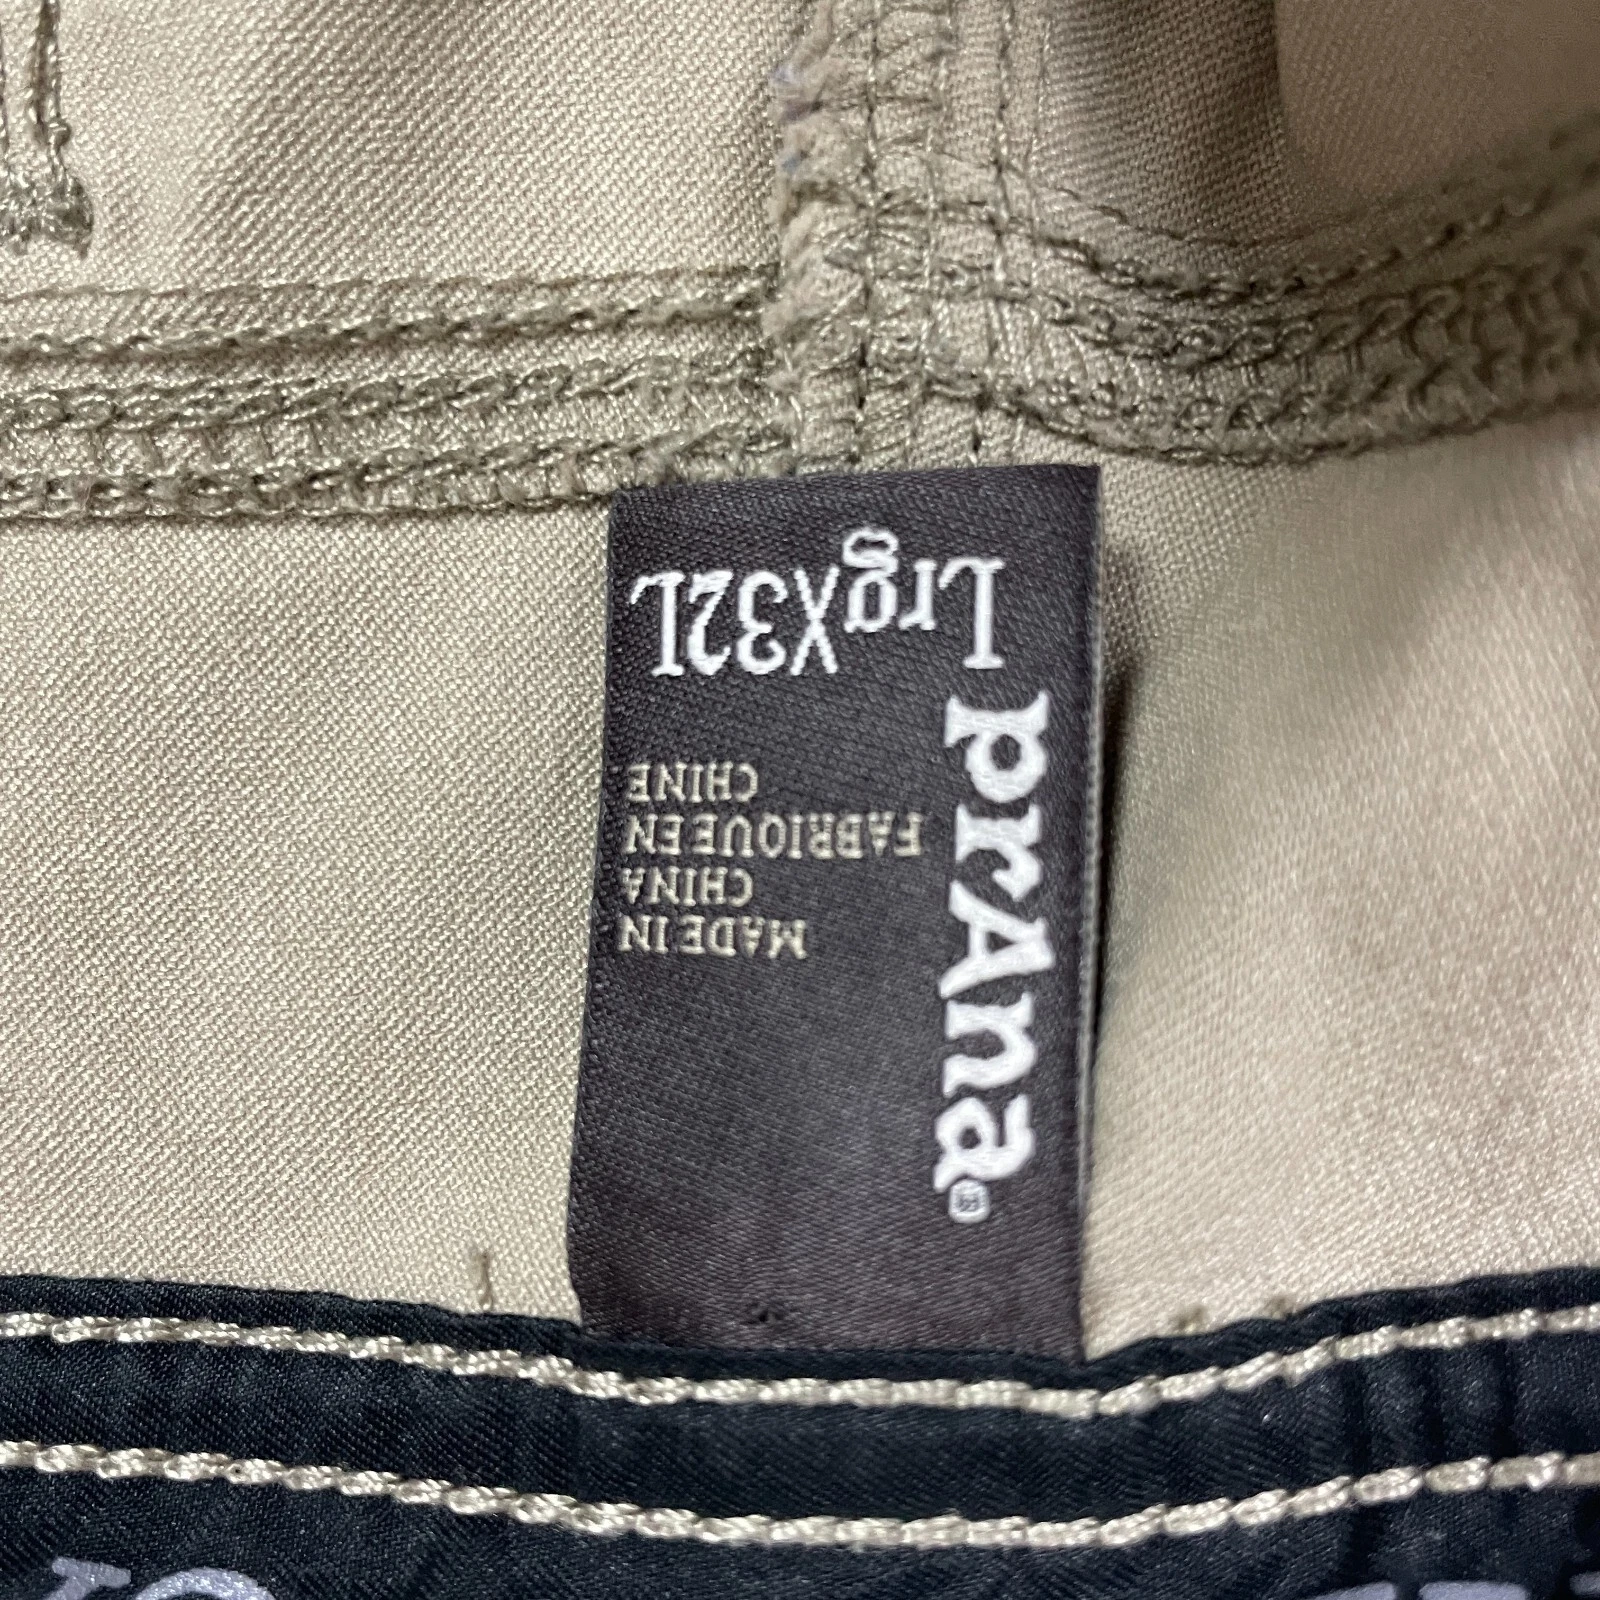 prAna®
LrgX32L
MADE IN
CHINA
FABRIQUE EN
CHINE